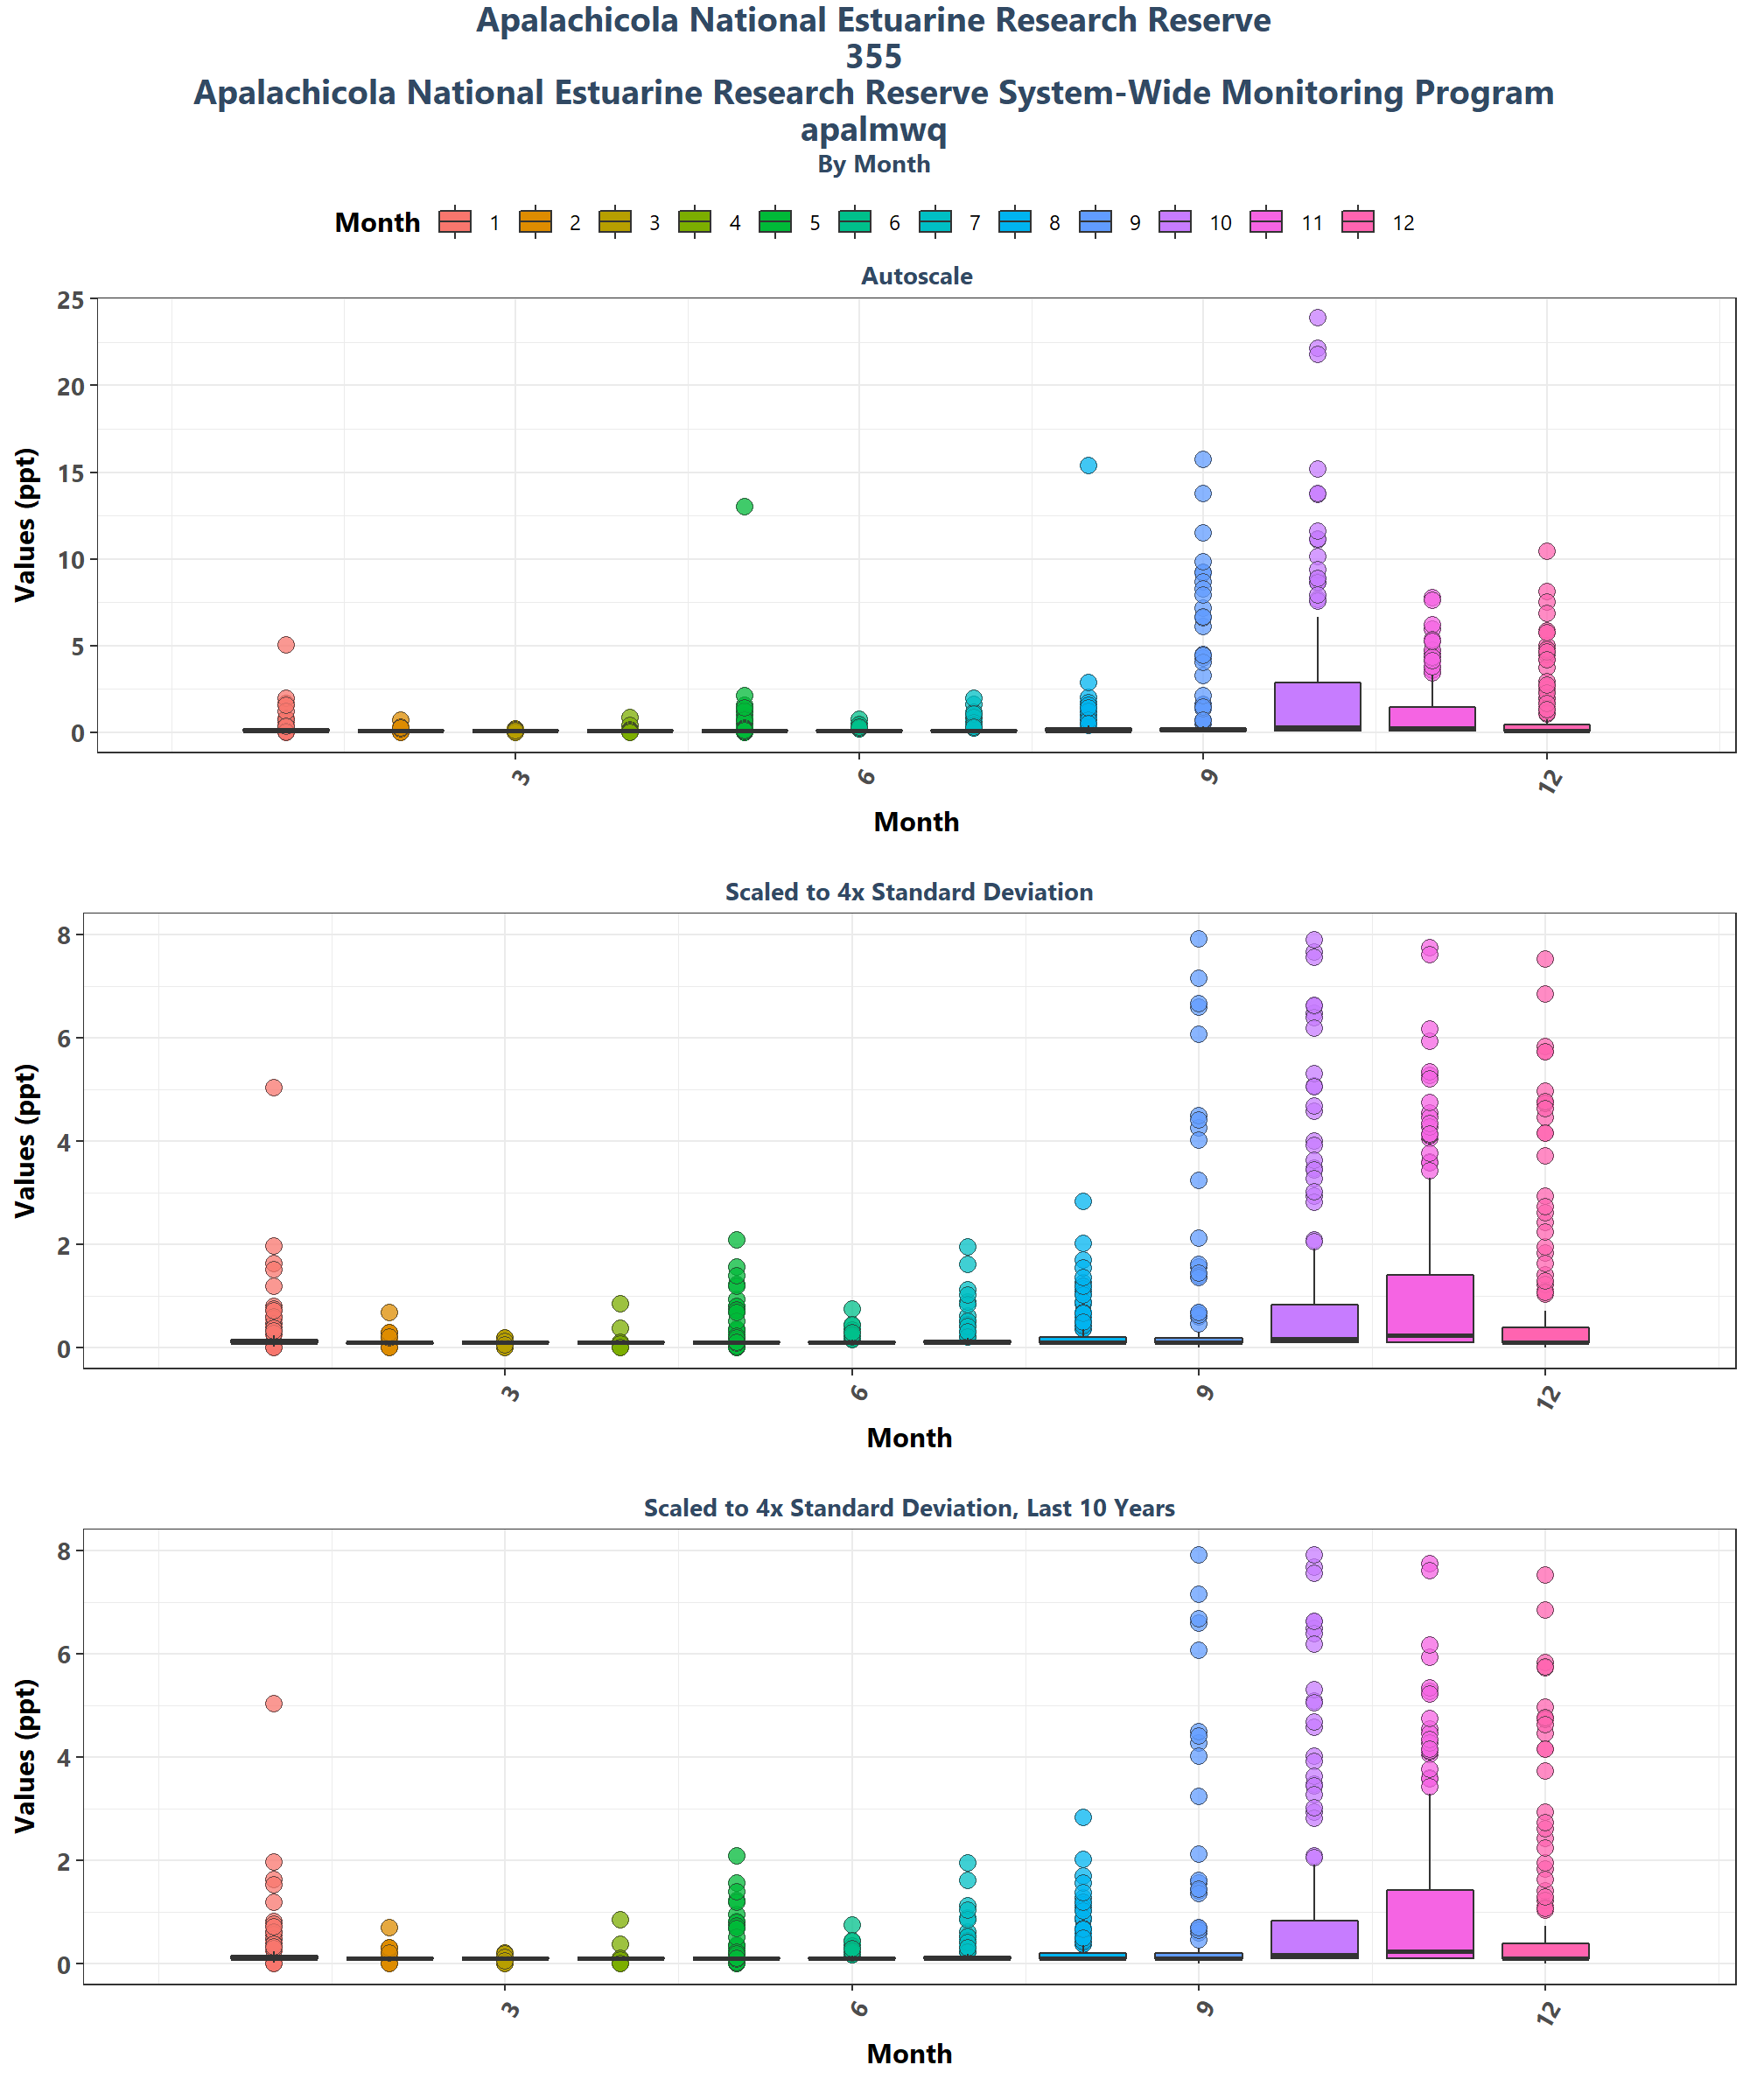 Apalachicola National Estuarine Research Reserve
355
Apalachicola National Estuarine Research Reserve System-Wide Monitoring Program
apalmwq
By Month
Month 1 2 3 4 5 6 7 8 9 10 11 12
Autoscale
25
20
15
10
5
0
Values (ppt)
3 6 9 12
Month
Scaled to 4x Standard Deviation
8
6
4
2
0
Values (ppt)
3 6 9 12
Month
Scaled to 4x Standard Deviation, Last 10 Years
8
6
4
2
0
Values (ppt)
3 6 9 12
Month